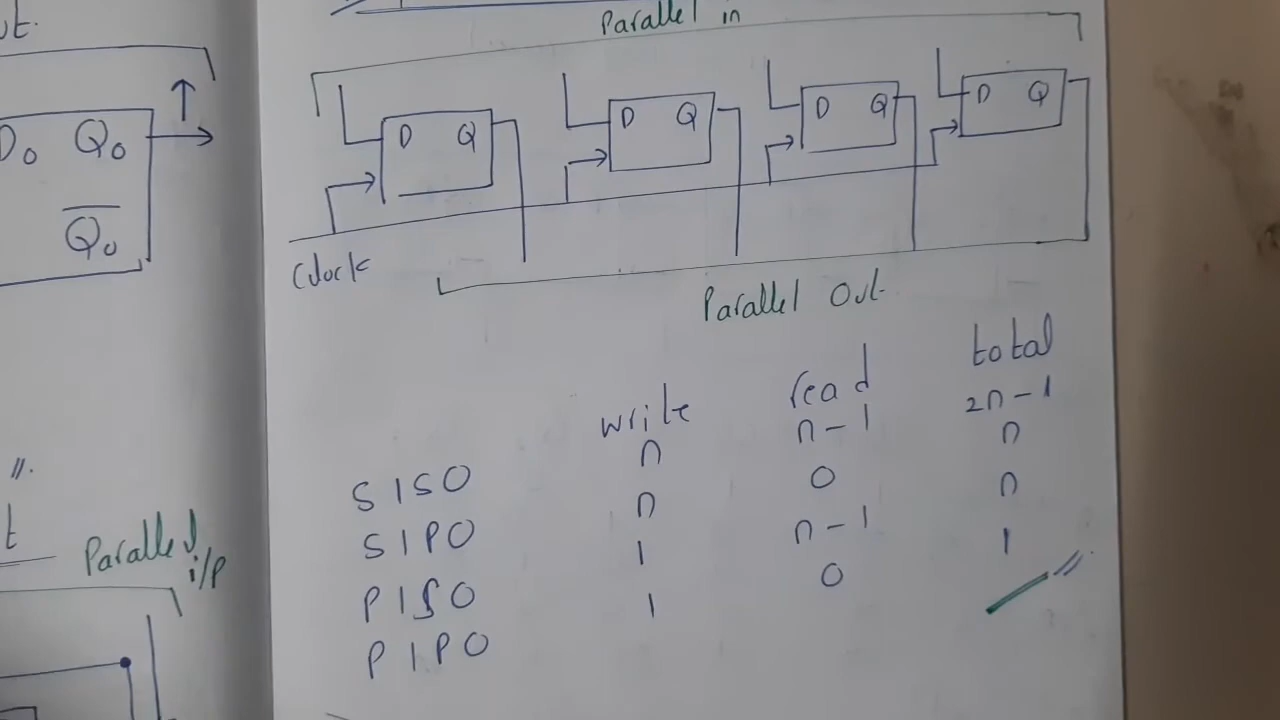 ut.
D₀ Q₀
Q̅₀
//.
t
Parallel
i/p
Parallel in
D Q D Q D Q D Q
Clock
Parallel Out
write read total
SISO n n-1 2n-1
SIPO n 0 n
PISO 1 n-1 n
PIPO 1 0 1 //.